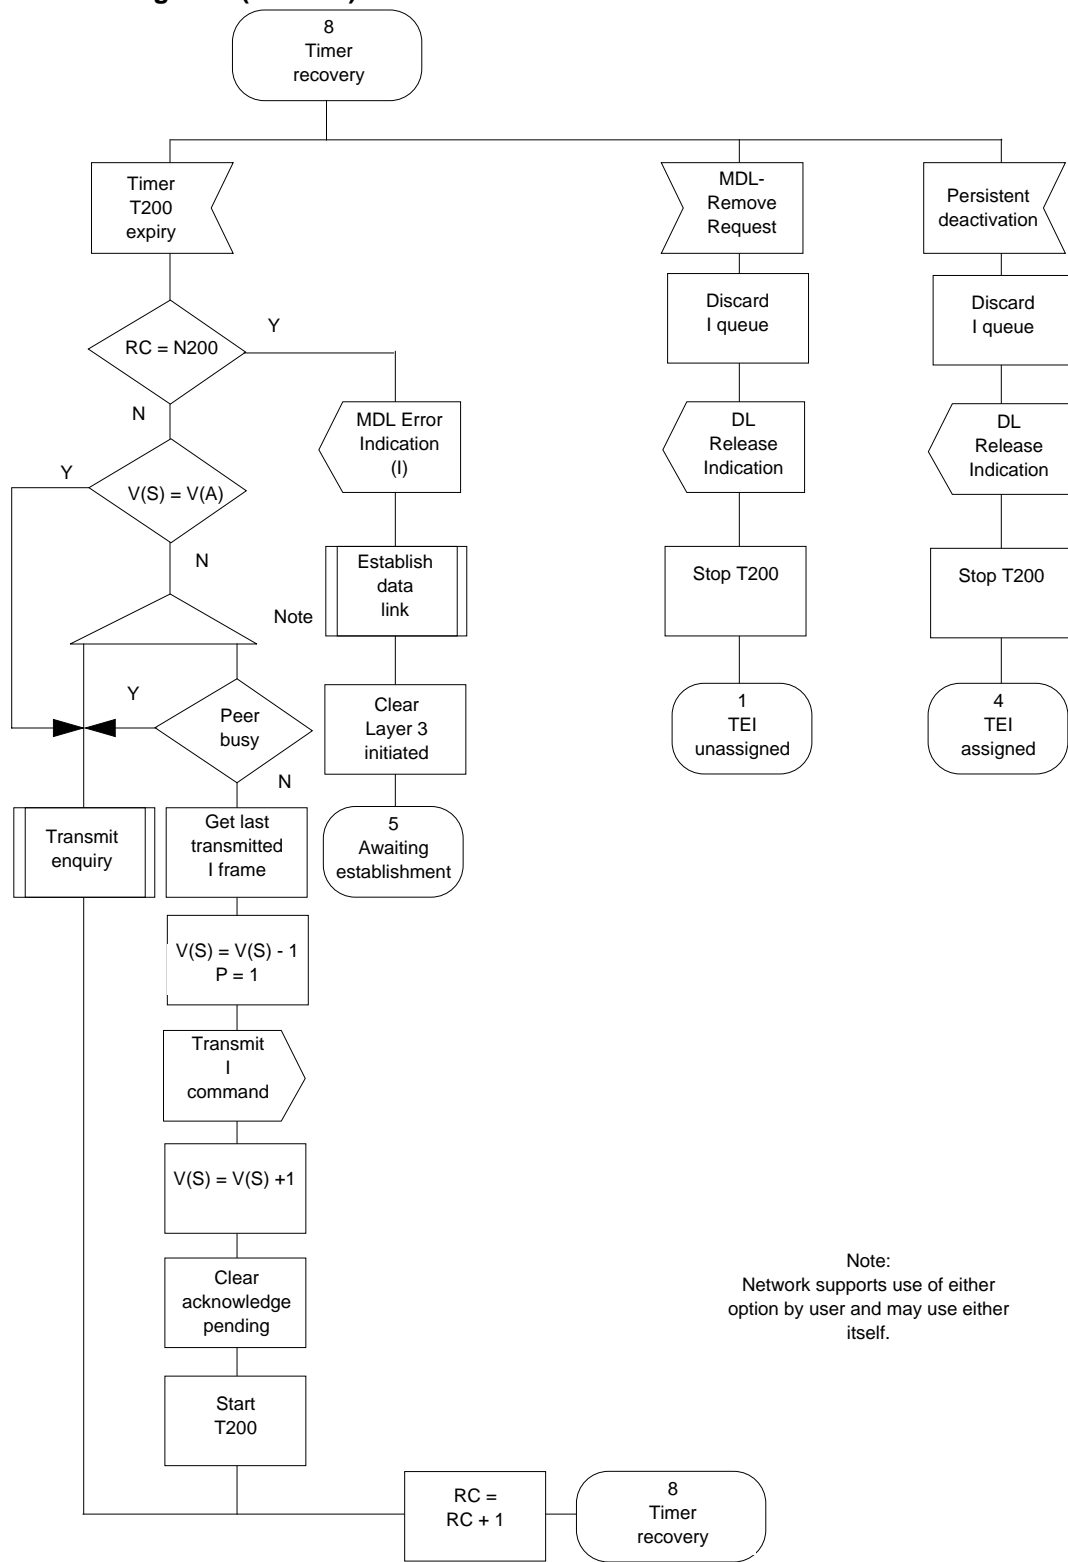 8
Timer
recovery
Timer
T200
expiry
MDL-
Remove
Request
Persistent
deactivation
Discard
I queue
Discard
I queue
Y
RC = N200
N
MDL Error
Indication
(I)
DL
Release
Indication
DL
Release
Indication
Y
V(S) = V(A)
N
Establish
data
link
Stop T200
Stop T200
Note
Y
Peer
busy
N
Clear
Layer 3
initiated
1
TEI
unassigned
4
TEI
assigned
Transmit
enquiry
Get last
transmitted
I frame
5
Awaiting
establishment
V(S) = V(S) - 1
P = 1
Transmit
I
command
V(S) = V(S) +1
Clear
acknowledge
pending
Note:
Network supports use of either
option by user and may use either
itself.
Start
T200
RC =
RC + 1
8
Timer
recovery